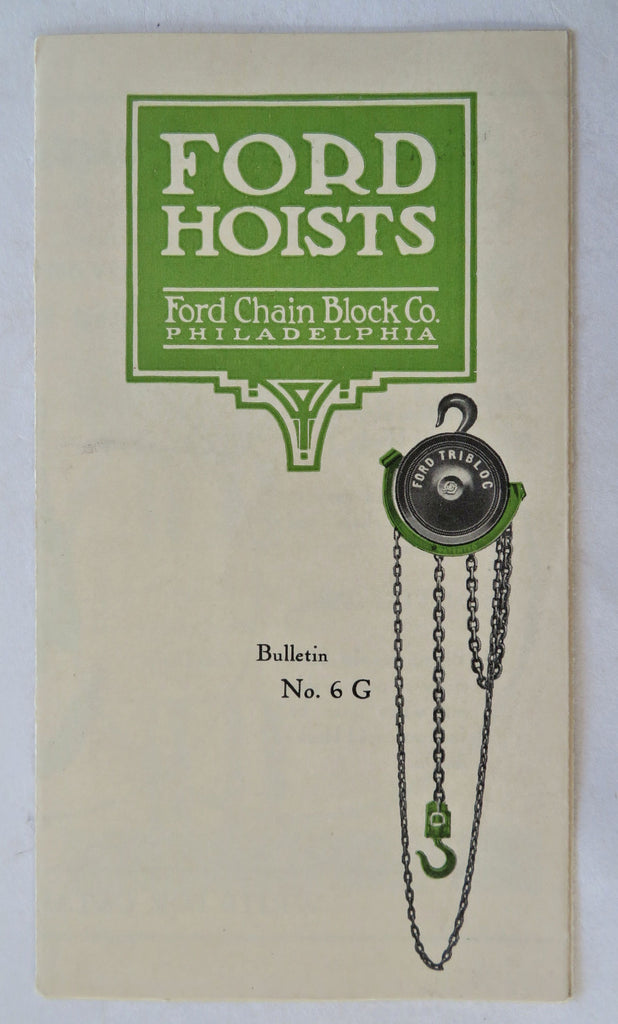 FORD
HOISTS
Ford Chain Block Co.
PHILADELPHIA
FORD TRIBLOC
Bulletin
No. 6 G